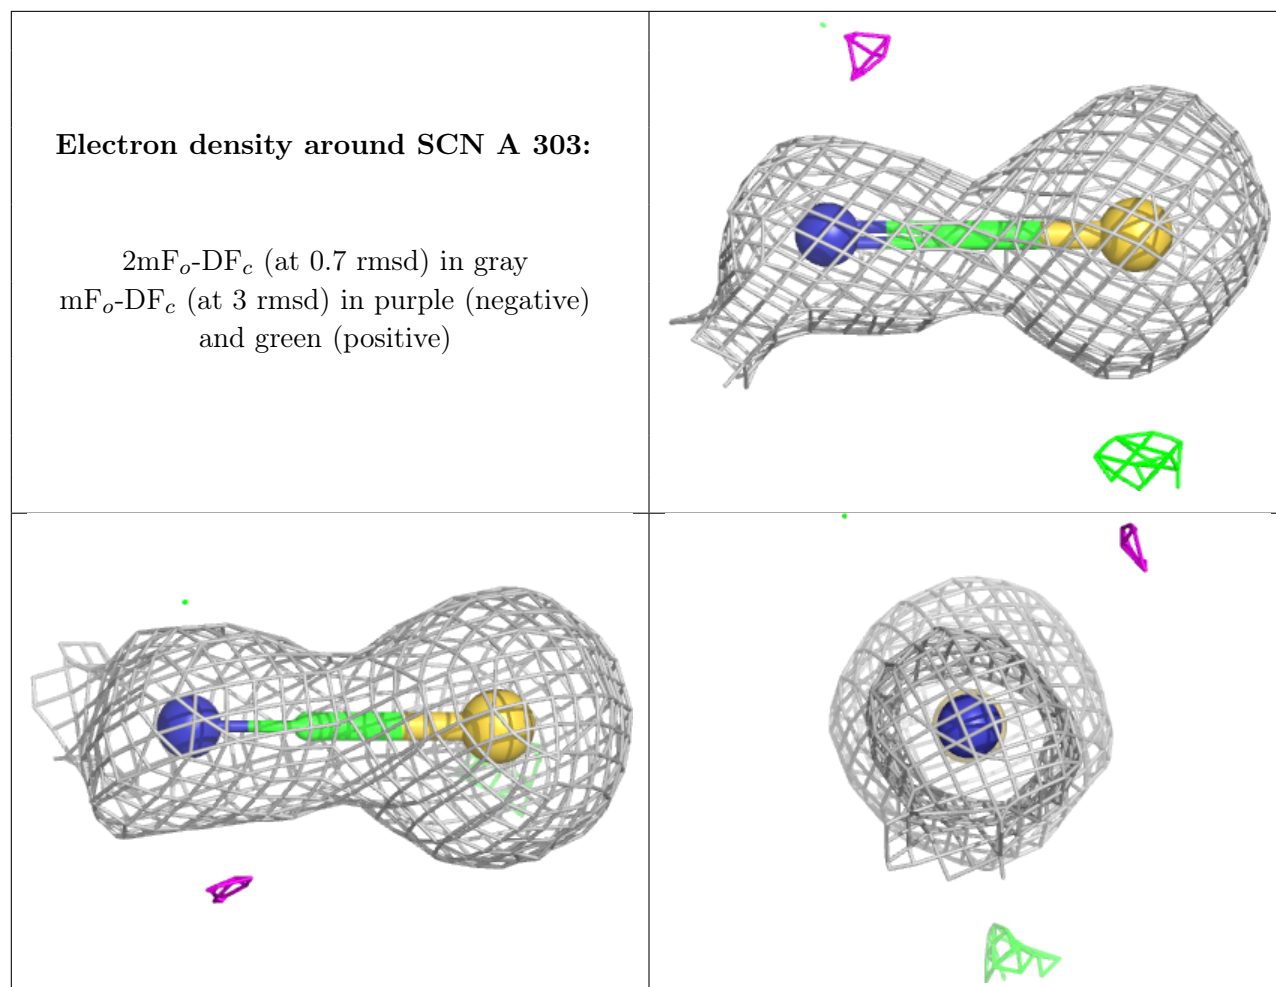 Electron density around SCN A 303:
2mFₒ-DF𝑐 (at 0.7 rmsd) in gray
mFₒ-DF𝑐 (at 3 rmsd) in purple (negative)
and green (positive)